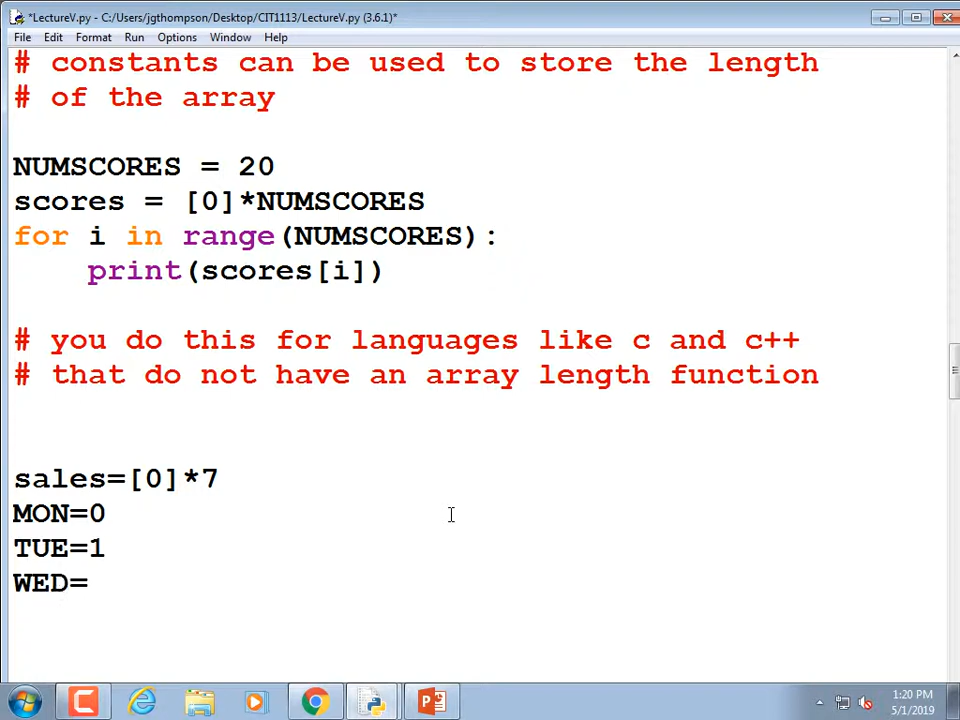 *LectureV.py - C:/Users/jgthompson/Desktop/CIT1113/LectureV.py (3.6.1)*
File Edit Format Run Options Window Help
# constants can be used to store the length
# of the array
NUMSCORES = 20
scores = [0]*NUMSCORES
for i in range(NUMSCORES):
    print(scores[i])
# you do this for languages like c and c++
# that do not have an array length function
sales=[0]*7
MON=0
TUE=1
WED=
1:20 PM
5/1/2019